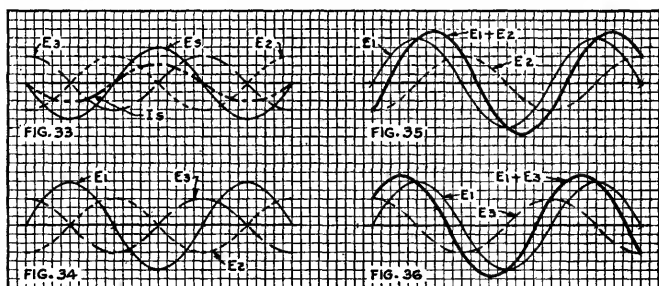 E3
Es
E2
Is
FIG. 33
E1
E1+E2
E2
FIG. 35
E1
E3
E2
FIG. 34
E1+E3
E1
E3
FIG. 36